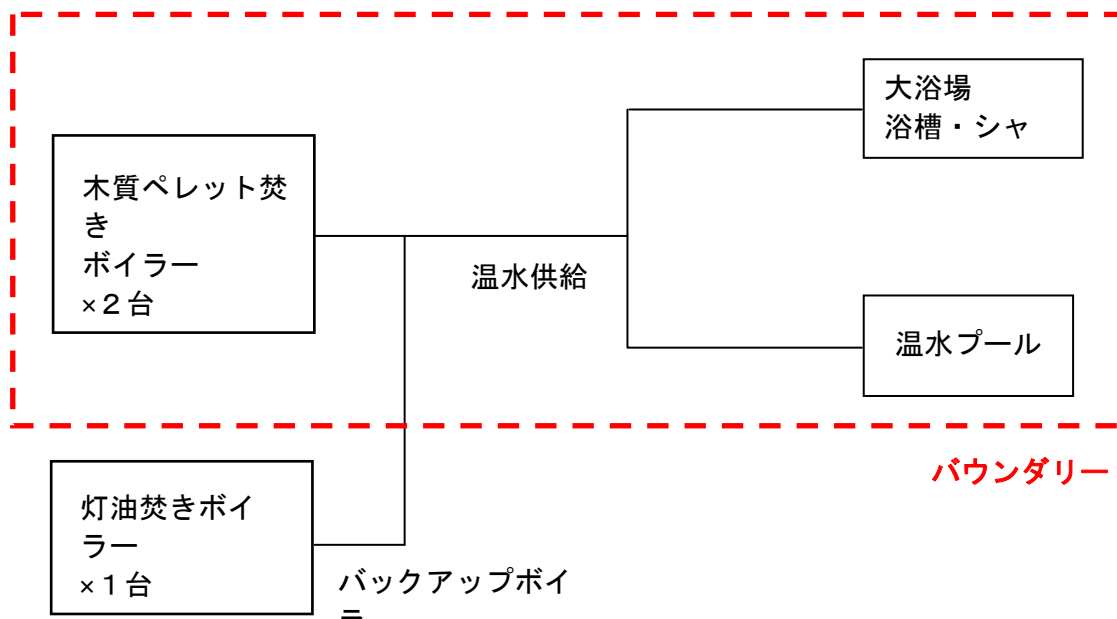 大浴場
浴槽・シャ
木質ペレット焚
き
ボイラー
×２台
温水供給
温水プール
バウンダリー
灯油焚きボイ
ラー
×１台
バックアップボイ